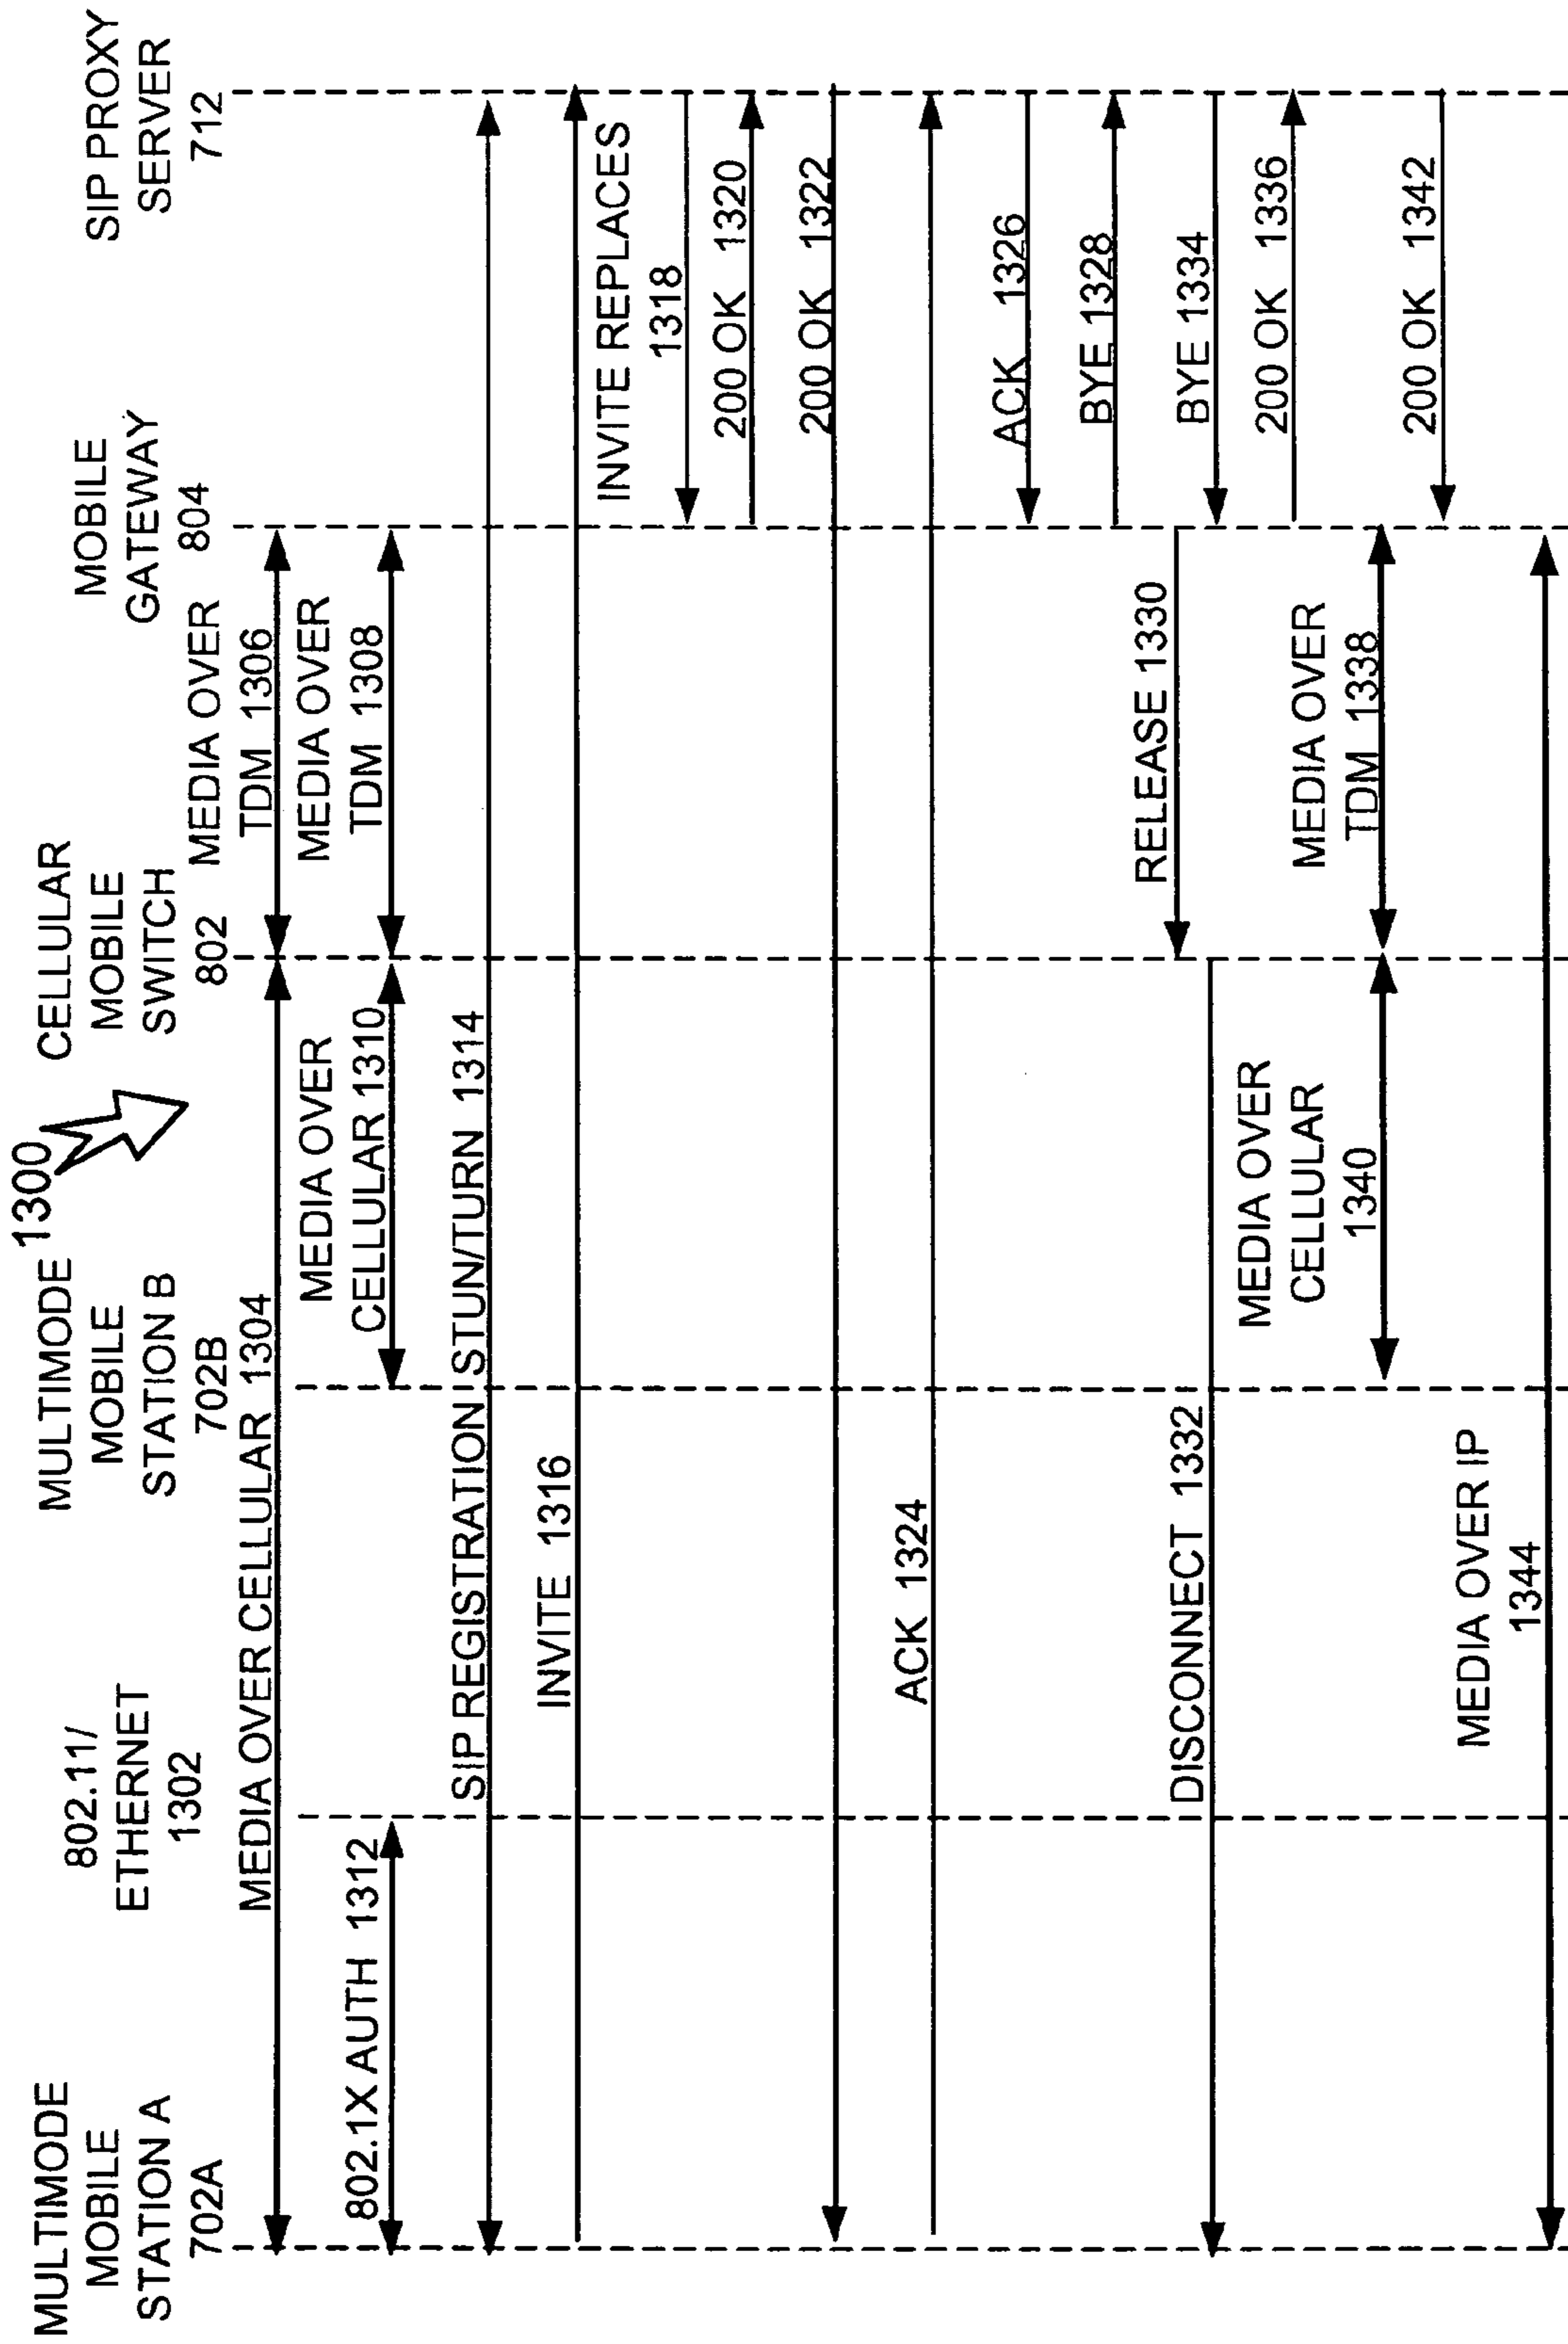 1300
MULTIMODE
MOBILE
STATION A
702A
802.11/
ETHERNET
1302
MULTIMODE
MOBILE
STATION B
702B
CELLULAR
MOBILE
SWITCH
802
MOBILE
GATEWAY
804
SIP PROXY
SERVER
712
MEDIA OVER CELLULAR 1304
MEDIA OVER
TDM 1306
802.1X AUTH 1312
MEDIA OVER
CELLULAR 1310
MEDIA OVER
TDM 1308
SIP REGISTRATION STUN/TURN 1314
INVITE 1316
INVITE REPLACES
1318
200 OK 1320
200 OK 1322
ACK 1324
ACK 1326
BYE 1328
RELEASE 1330
DISCONNECT 1332
BYE 1334
200 OK 1336
MEDIA OVER
CELLULAR
1340
MEDIA OVER
TDM 1338
200 OK 1342
MEDIA OVER IP
1344